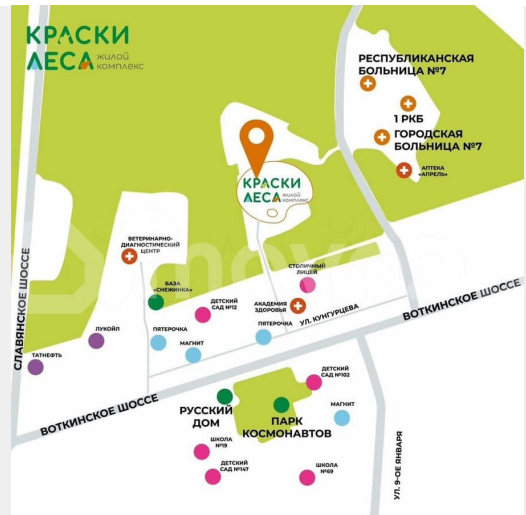 КРАСКИ
ЛЕСА жилой
комплекс
РЕСПУБЛИКАНСКАЯ
БОЛЬНИЦА №7
1 РКБ
ГОРОДСКАЯ
БОЛЬНИЦА №7
АПТЕКА
«АПРЕЛЬ»
КРАСКИ
ЛЕСА жилой
комплекс
ВЕТЕРИНАРНО-
ДИАГНОСТИЧЕСКИЙ
ЦЕНТР
СТОЛИЧНЫЙ
ЛИЦЕЙ
БАЗА
«СНЕЖИНКА»
ДЕТСКИЙ
САД №12
АКАДЕМИЯ
ЗДОРОВЬЯ
УЛ. КУНГУРЦЕВА
ВОТКИНСКОЕ ШОССЕ
СЛАВЯНСКОЕ ШОССЕ
ЛУКОЙЛ
ПЯТЕРОЧКА
ПЯТЕРОЧКА
МАГНИТ
ТАТНЕФТЬ
ВОТКИНСКОЕ ШОССЕ
ДЕТСКИЙ
САД №102
РУССКИЙ
ДОМ
ПАРК
КОСМОНАВТОВ
МАГНИТ
ШКОЛА
№19
ДЕТСКИЙ
САД №147
ШКОЛА
№69
УЛ. 9-ОЕ ЯНВАРЯ